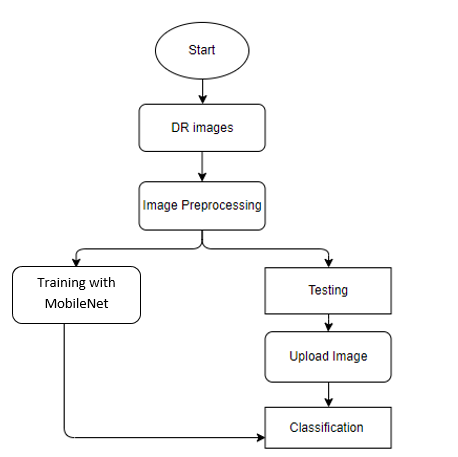 Start
DR images
Image Preprocessing
Training with
MobileNet
Testing
Upload Image
Classification